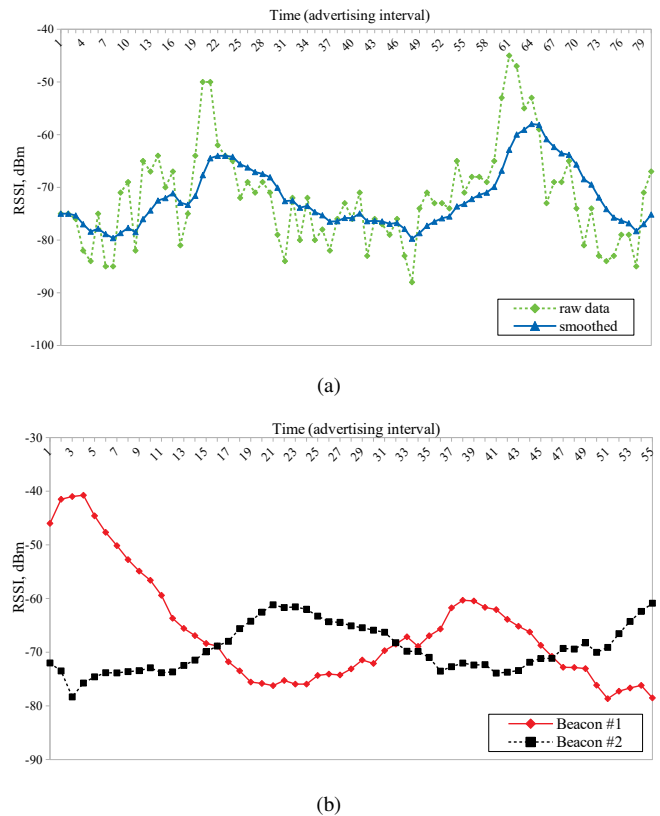 Time (advertising interval)
-40
1 4 7 10 13 16 19 22 25 28 31 34 37 40 43 46 49 52 55 58 61 64 67 70 73 76 79
-50
-60
RSSI, dBm
-70
-80
-90
raw data
smoothed
-100
(a)
Time (advertising interval)
-30
1 3 5 7 9 11 13 15 17 19 21 23 25 27 29 31 33 35 37 39 41 43 45 47 49 51 53 55
-40
-50
RSSI, dBm
-60
-70
-80
Beacon #1
Beacon #2
-90
(b)